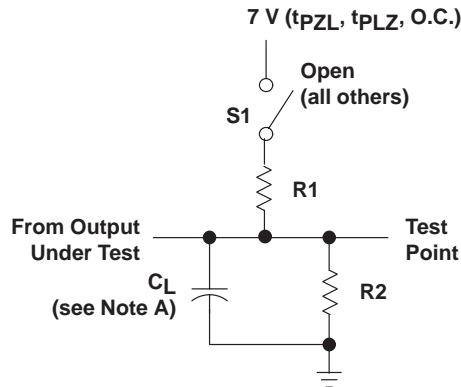 7 V (tPZL, tPLZ, O.C.)
Open
(all others)
S1
R1
From Output
Under Test
Test
Point
CL
(see Note A)
R2